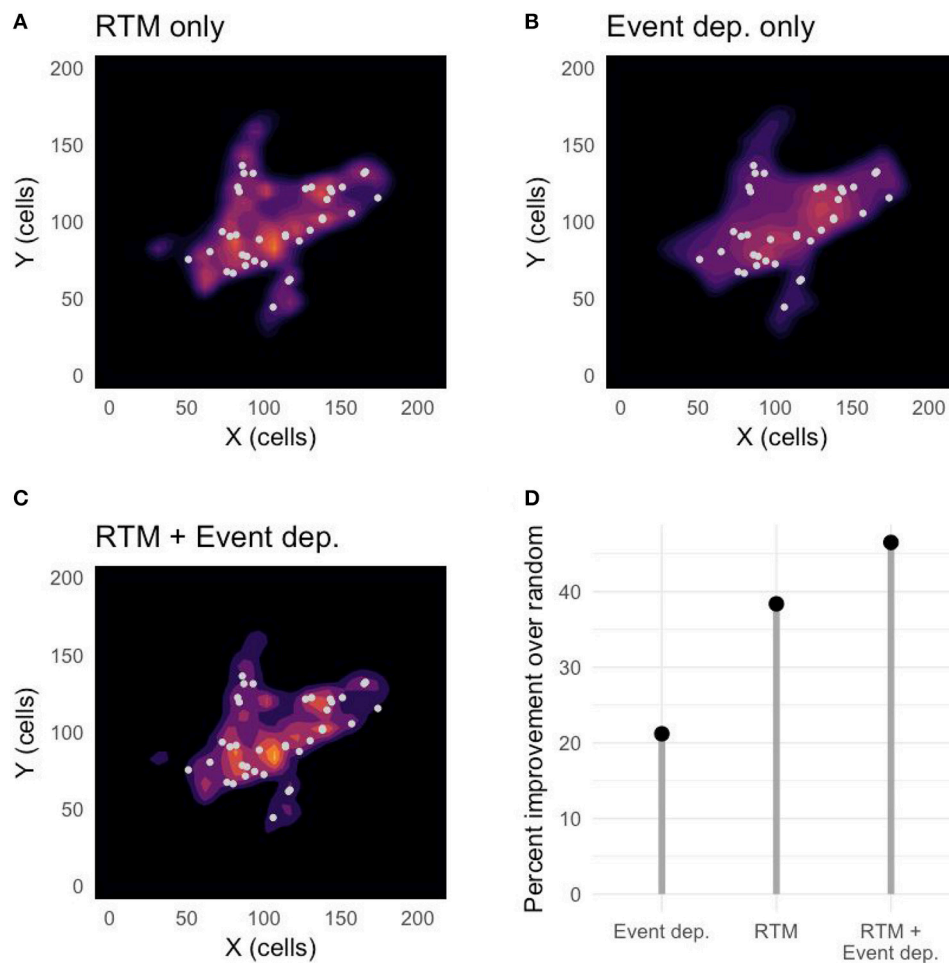 A
RTM only
Y (cells)
200
150
100
50
0
0 50 100 150 200
X (cells)
B
Event dep. only
Y (cells)
200
150
100
50
0
0 50 100 150 200
X (cells)
C
RTM + Event dep.
Y (cells)
200
150
100
50
0
0 50 100 150 200
X (cells)
D
Percent improvement over random
40
30
20
10
0
Event dep.
RTM
RTM +
Event dep.